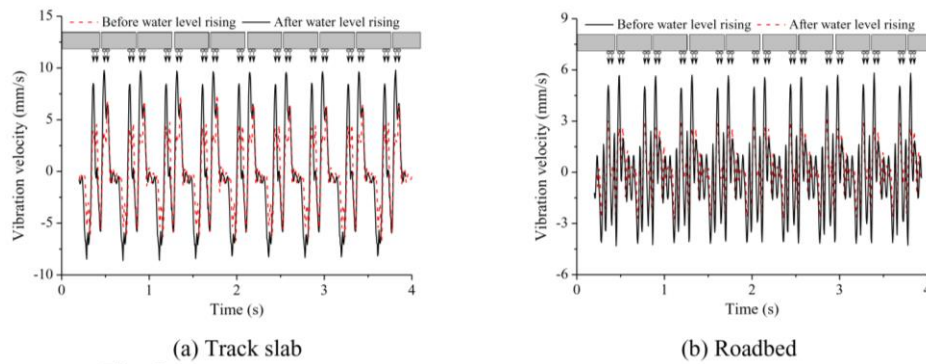 Before water level rising After water level rising
Vibration velocity (mm/s)
15
10
5
0
-5
-10
0 1 2 3 4
Time (s)
(a) Track slab
Before water level rising After water level rising
Vibration velocity (mm/s)
9
6
3
0
-3
-6
0 1 2 3 4
Time (s)
(b) Roadbed